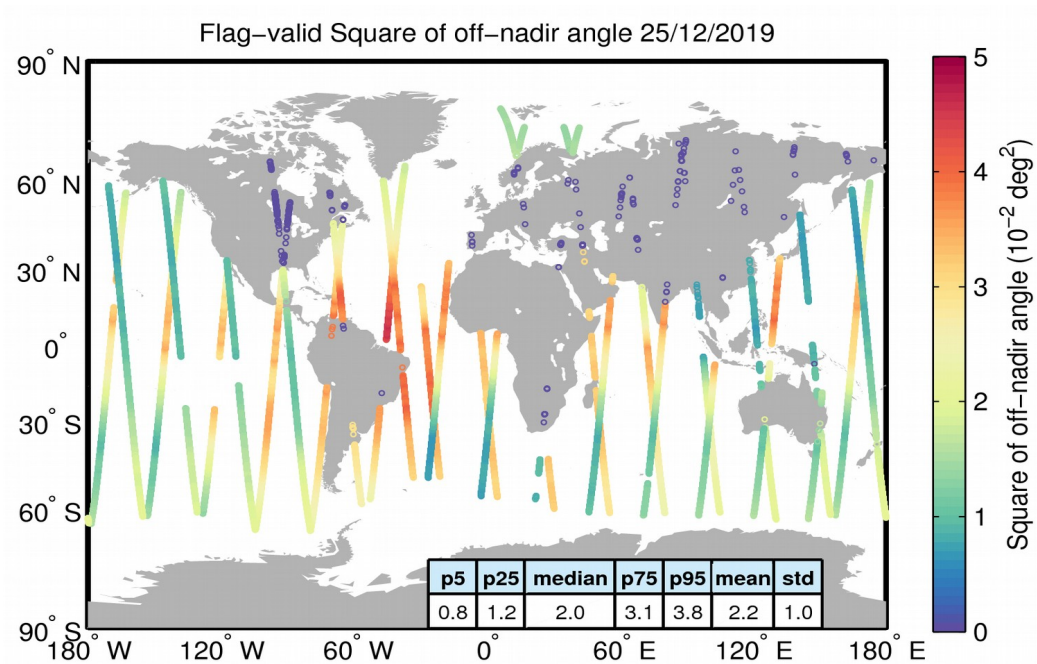 Flag−valid Square of off−nadir angle 25/12/2019
90° N
60° N
30° N
0°
30° S
60° S
90° S
180° W
120° W
60° W
0°
60° E
120° E
180° E
p5 p25 median p75 p95 mean std
0.8 1.2 2.0 3.1 3.8 2.2 1.0
5
4
3
2
1
0
Square of off−nadir angle (10⁻² deg²)